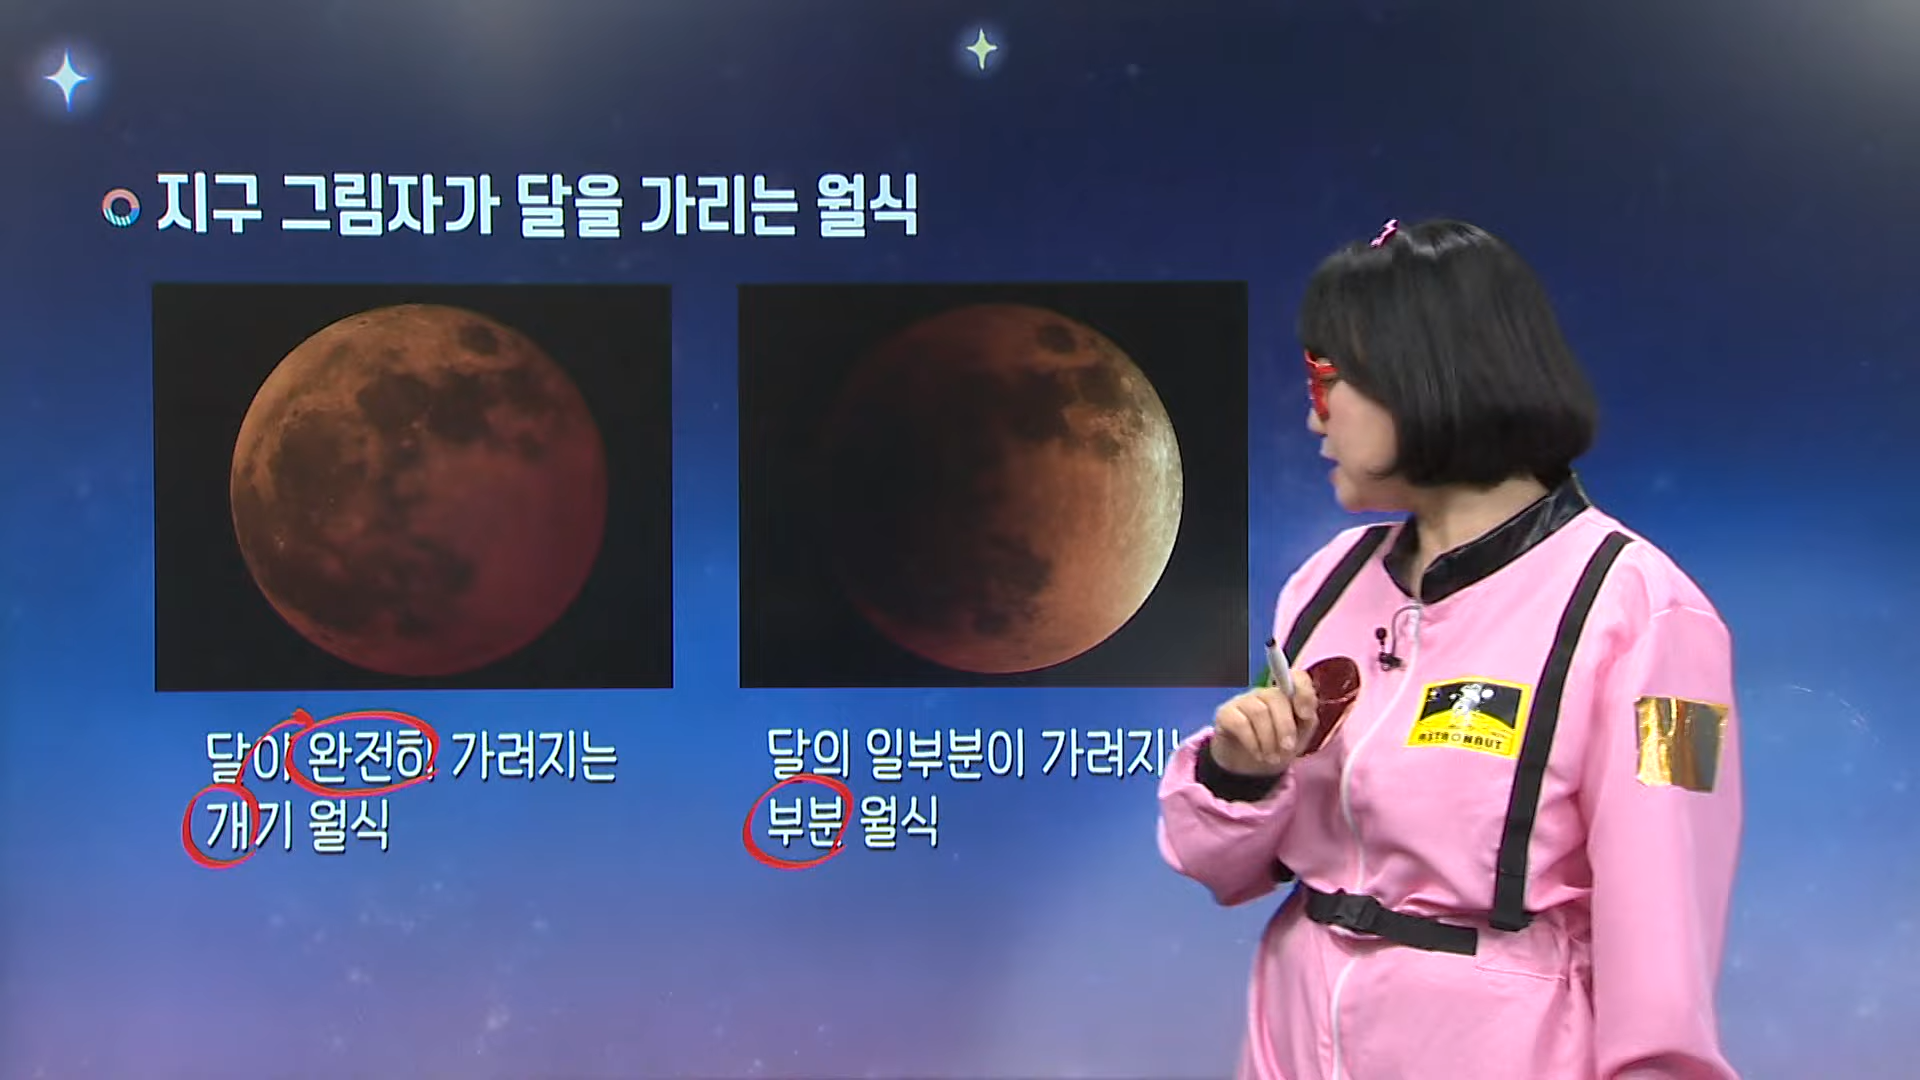 지구 그림자가 달을 가리는 월식
달이 완전히 가려지는
개기 월식
달의 일부분이 가려지
부분 월식
ASTRONAUT